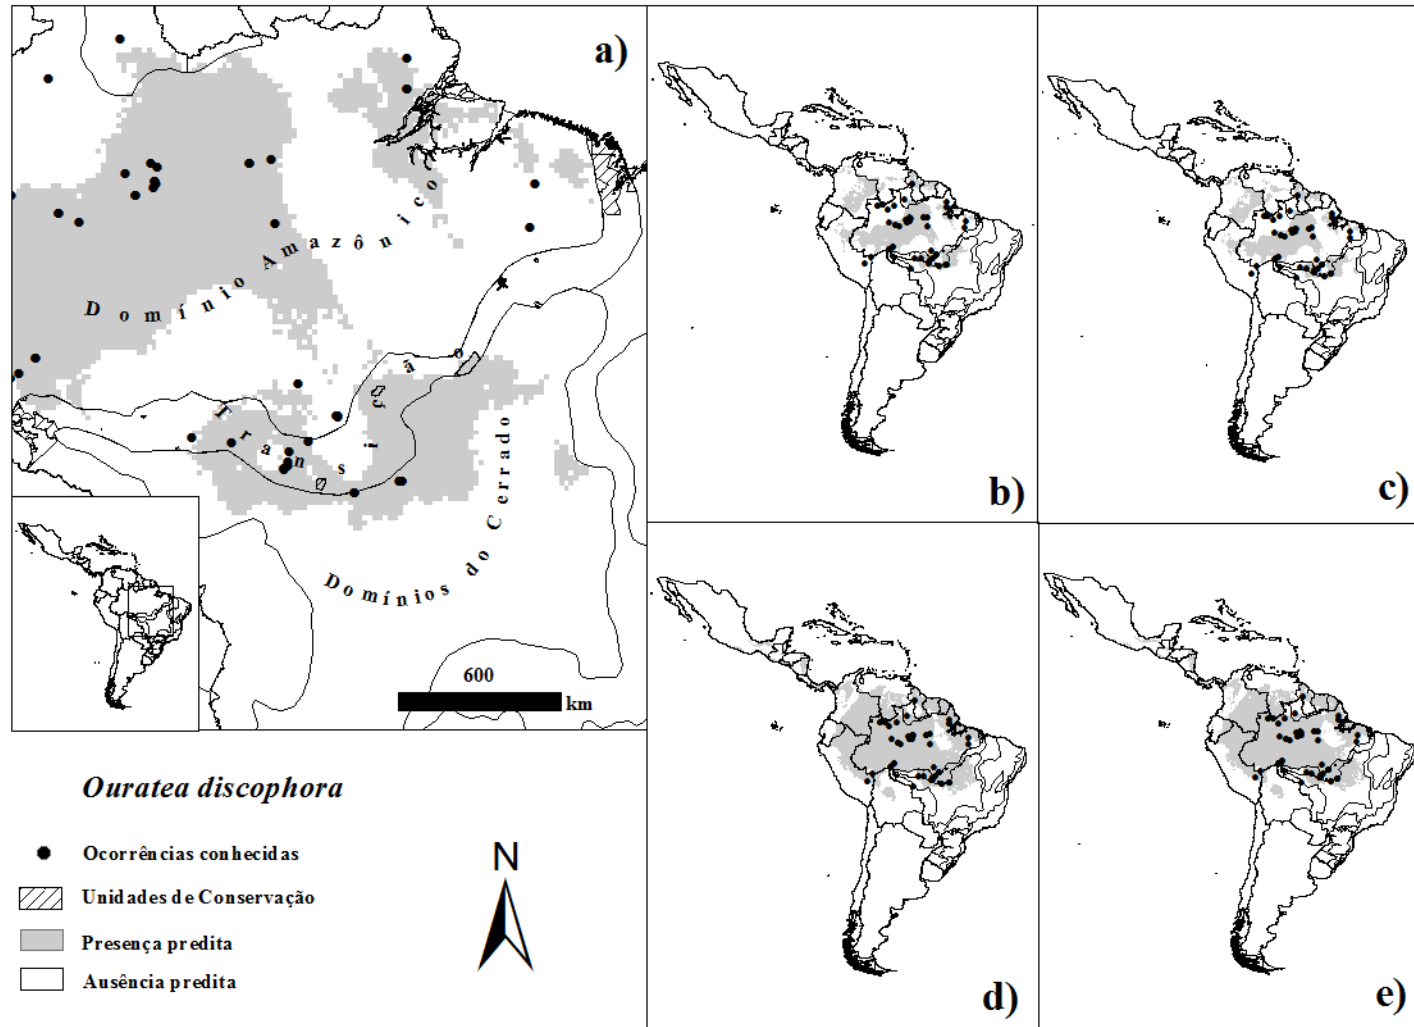 a)
Domínio Amazônico
Transição
Domínios do Cerrado
600
km
b)
c)
d)
e)
Ouratea discophora
Ocorrências conhecidas
Unidades de Conservação
Presença predita
Ausência predita
N